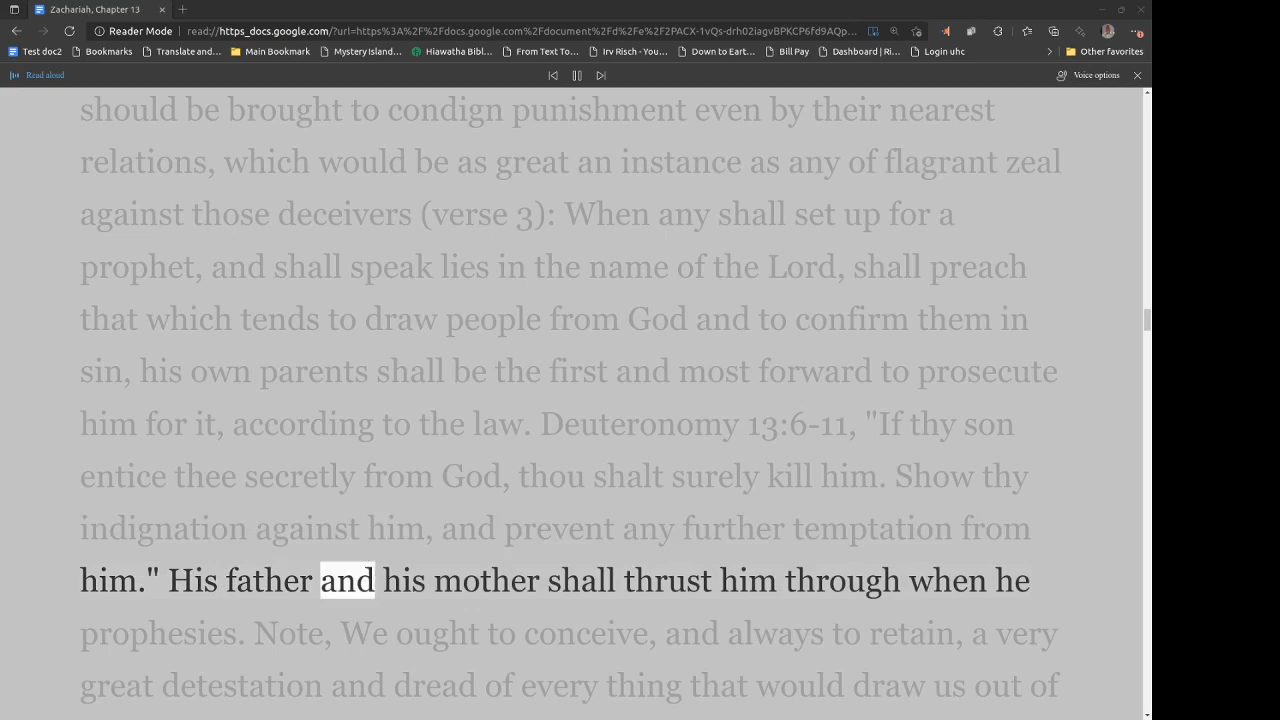 Zachariah, Chapter 13
Reader Mode
read://https_docs.google.com/?url=https%3A%2F%2Fdocs.google.com%2Fdocument%2Fd%2Fe%2F2PACX-1vQs-drh02iagvBPKCP6fd9AQp...
Test doc2 Bookmarks Translate and... Main Bookmark Mystery Island... Hiawatha Bibl... From Text To... Irv Risch - You... Down to Eart... Bill Pay Dashboard | Ri... Login uhc Other favorites
Read aloud Voice options
should be brought to condign punishment even by their nearest
relations, which would be as great an instance as any of flagrant zeal
against those deceivers (verse 3): When any shall set up for a
prophet, and shall speak lies in the name of the Lord, shall preach
that which tends to draw people from God and to confirm them in
sin, his own parents shall be the first and most forward to prosecute
him for it, according to the law. Deuteronomy 13:6-11, "If thy son
entice thee secretly from God, thou shalt surely kill him. Show thy
indignation against him, and prevent any further temptation from
him." His father and his mother shall thrust him through when he
prophesies. Note, We ought to conceive, and always to retain, a very
great detestation and dread of every thing that would draw us out of